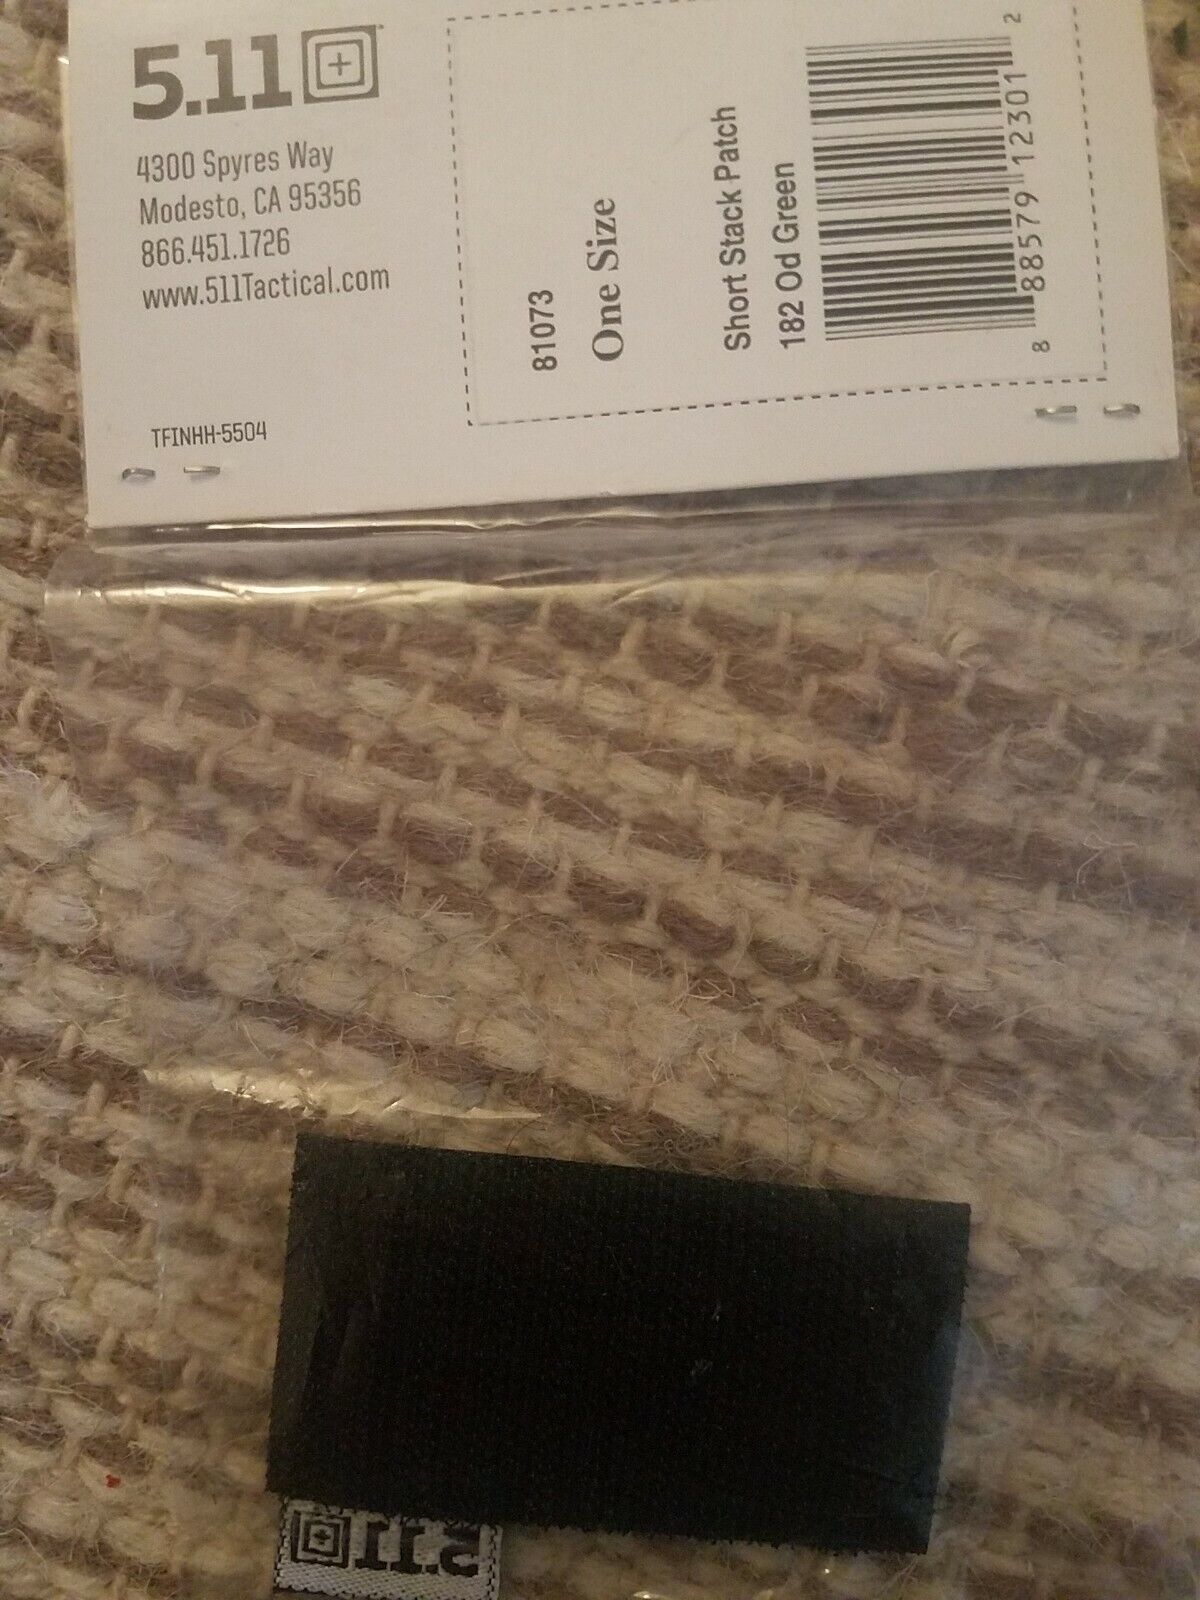 5.11
4300 Spyres Way
Modesto, CA 95356
866.451.1726
www.511Tactical.com
TFINHH-5504
81073
One Size
Short Stack Patch
182 Od Green
8 88579 12301 2
5.11